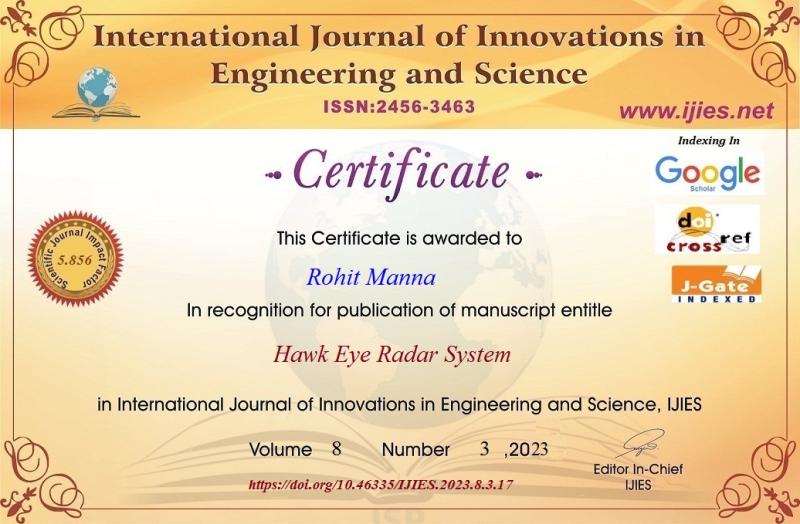 International Journal of Innovations in
Engineering and Science
ISSN:2456-3463
www.ijies.net
Indexing In
Google
Scholar
doi
cross ref
J-Gate
INDEXED
Certificate
Scientific Journal Impact Factor
5.856
This Certificate is awarded to
Rohit Manna
In recognition for publication of manuscript entitle
Hawk Eye Radar System
in International Journal of Innovations in Engineering and Science, IJIES
Volume 8 Number 3 ,2023
https://doi.org/10.46335/IJIES.2023.8.3.17
Editor In-Chief
IJIES